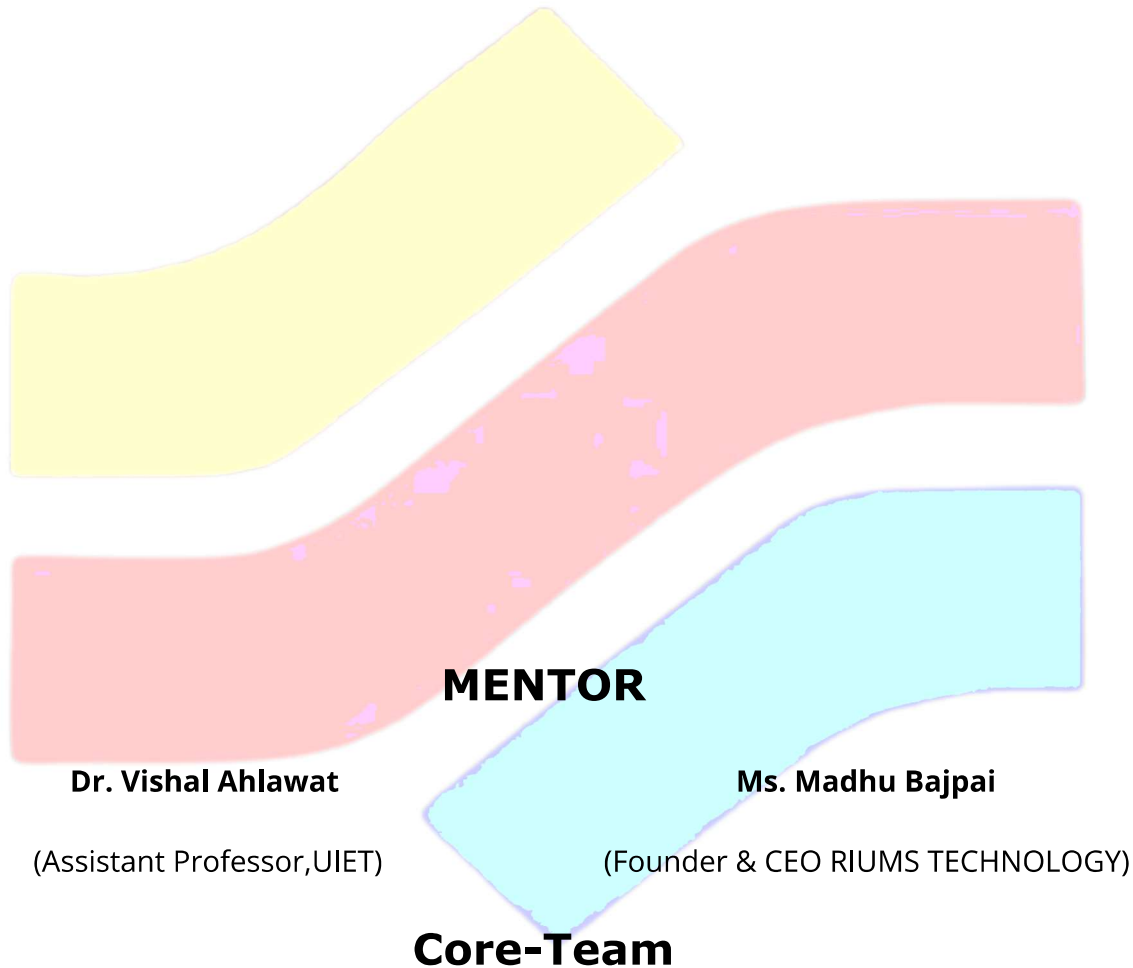 MENTOR
Dr. Vishal Ahlawat
Ms. Madhu Bajpai
(Assistant Professor,UIET)
(Founder & CEO RIUMS TECHNOLOGY)
Core-Team